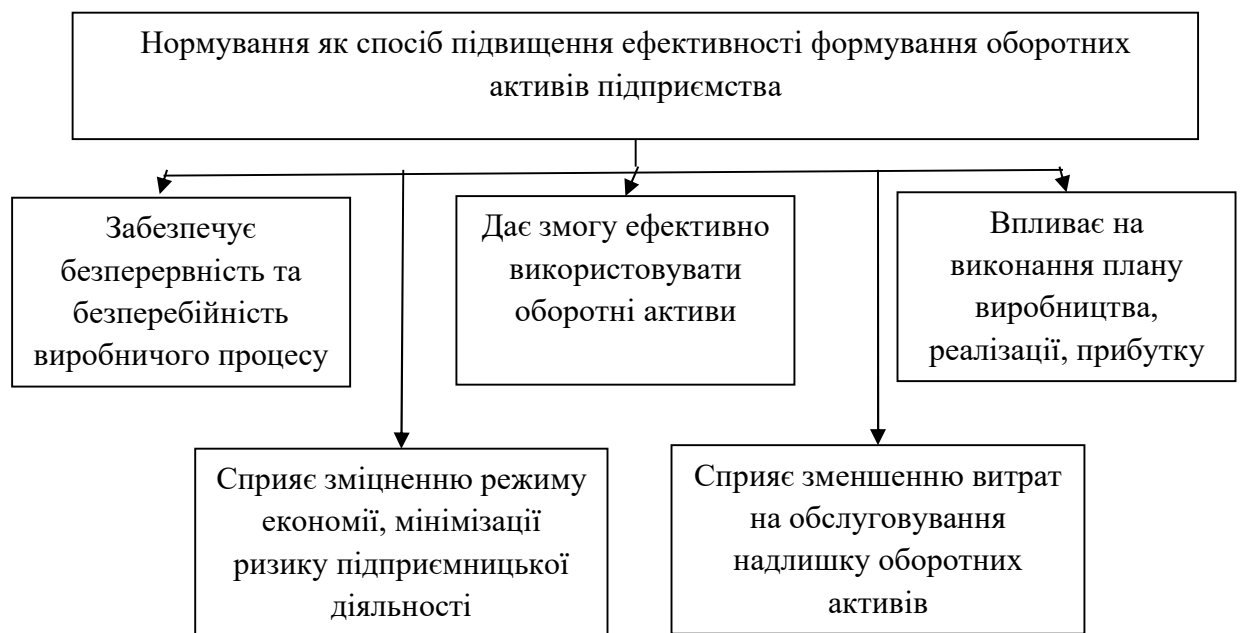 Нормування як спосіб підвищення ефективності формування оборотних
активів підприємства
Забезпечує
безперервність та
безперебійність
виробничого процесу
Дає змогу ефективно
використовувати
оборотні активи
Впливає на
виконання плану
виробництва,
реалізації, прибутку
Сприяє зміцненню режиму
економії, мінімізації
ризику підприємницької
діяльності
Сприяє зменшенню витрат
на обслуговування
надлишку оборотних
активів